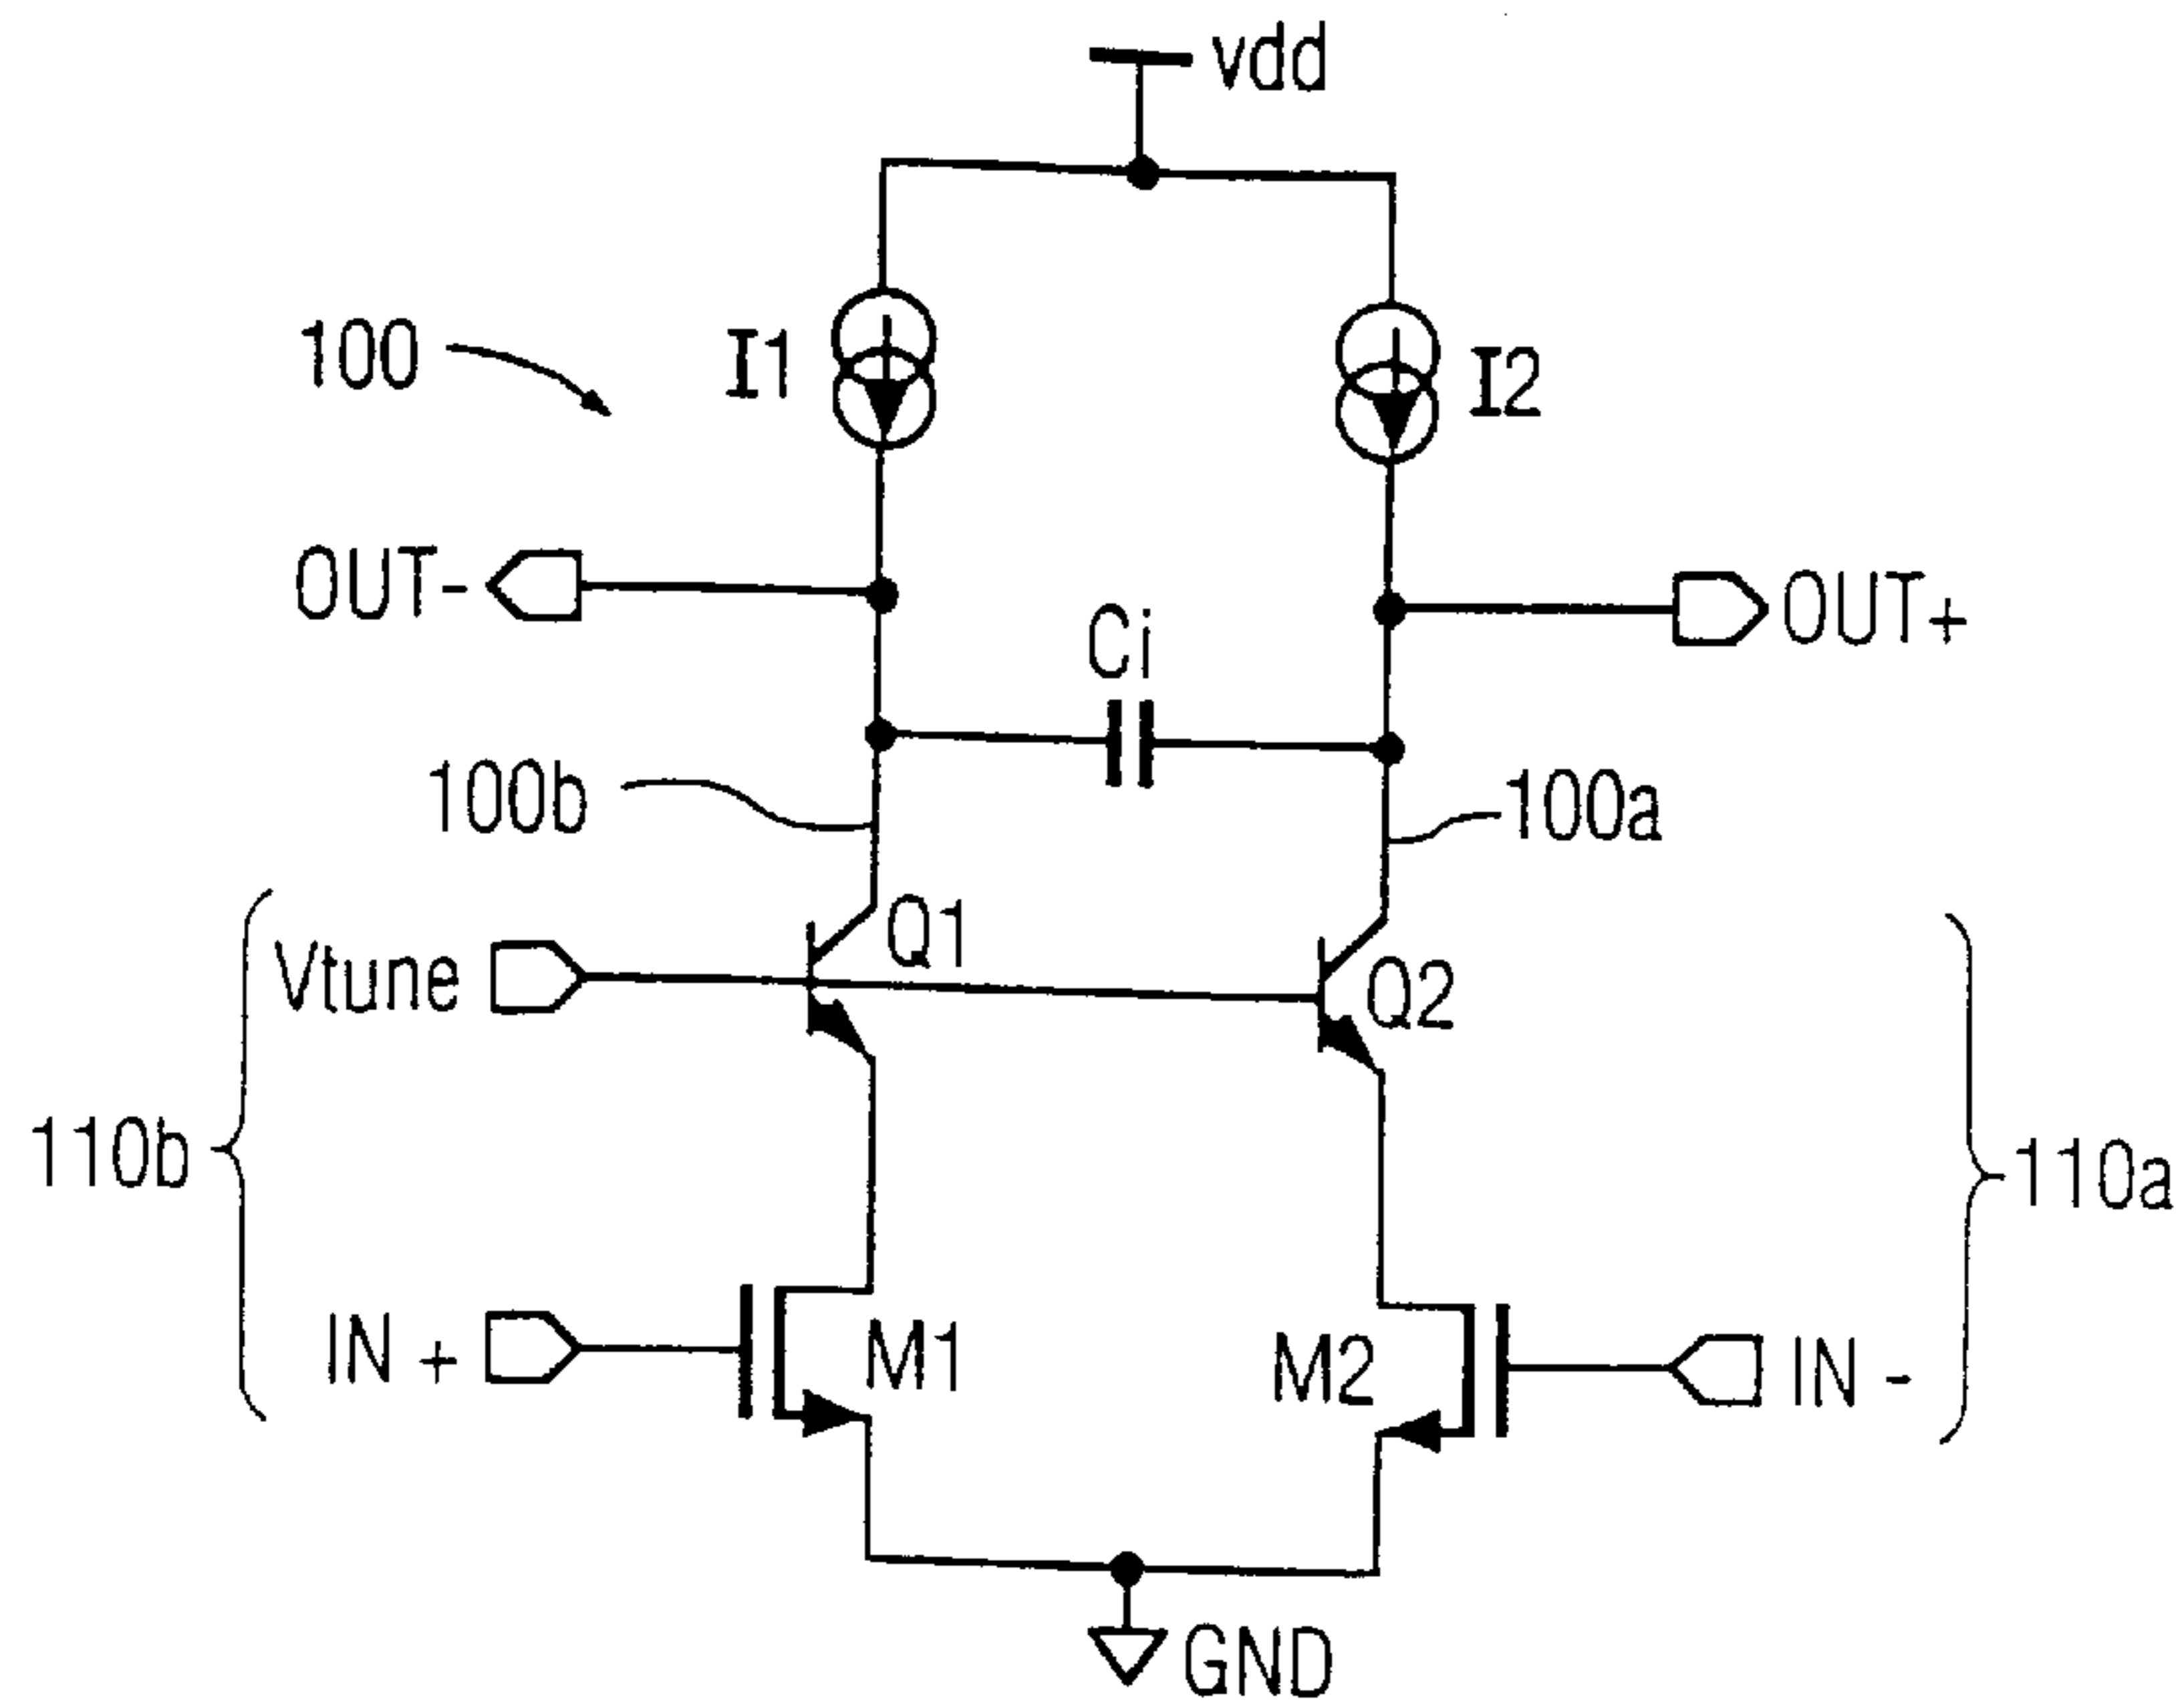 vdd
100
I1
I2
OUT-
Ci
OUT+
100b
100a
Q1
Vtune
Q2
110b
110a
IN +
M1
M2
IN -
GND